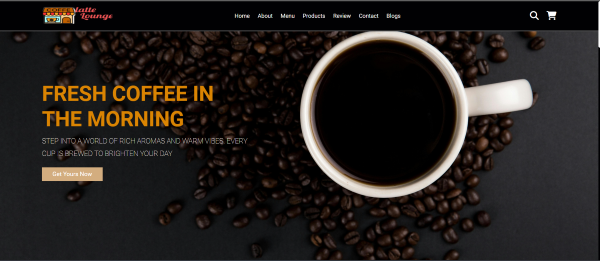 COFFEE Latte
Lounge
Home About Menu Products Review Contact Blogs
FRESH COFFEE IN
THE MORNING
STEP INTO A WORLD OF RICH AROMAS AND WARM VIBES. EVERY
CUP IS BREWED TO BRIGHTEN YOUR DAY
Get Yours Now